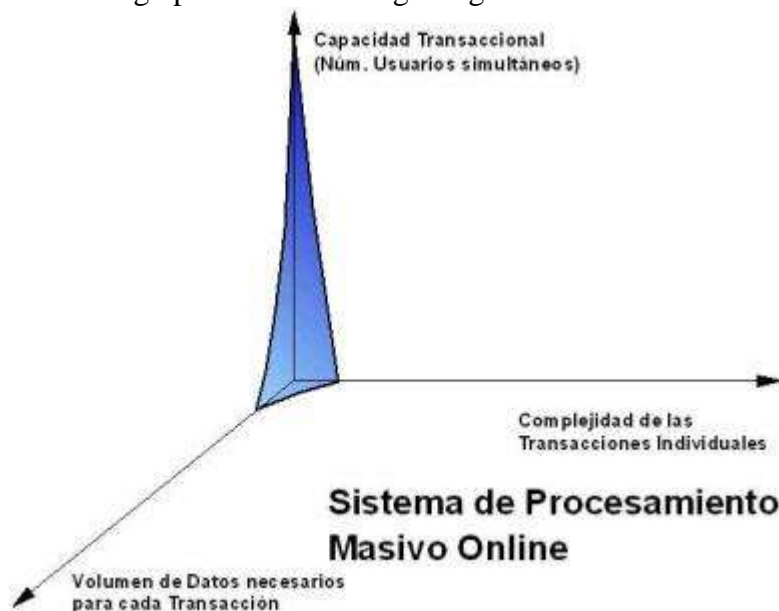 Capacidad Transaccional
(Núm. Usuarios simultáneos)
Complejidad de las
Transacciones Individuales
Sistema de Procesamiento
Masivo Online
Volumen de Datos necesarios
para cada Transacción